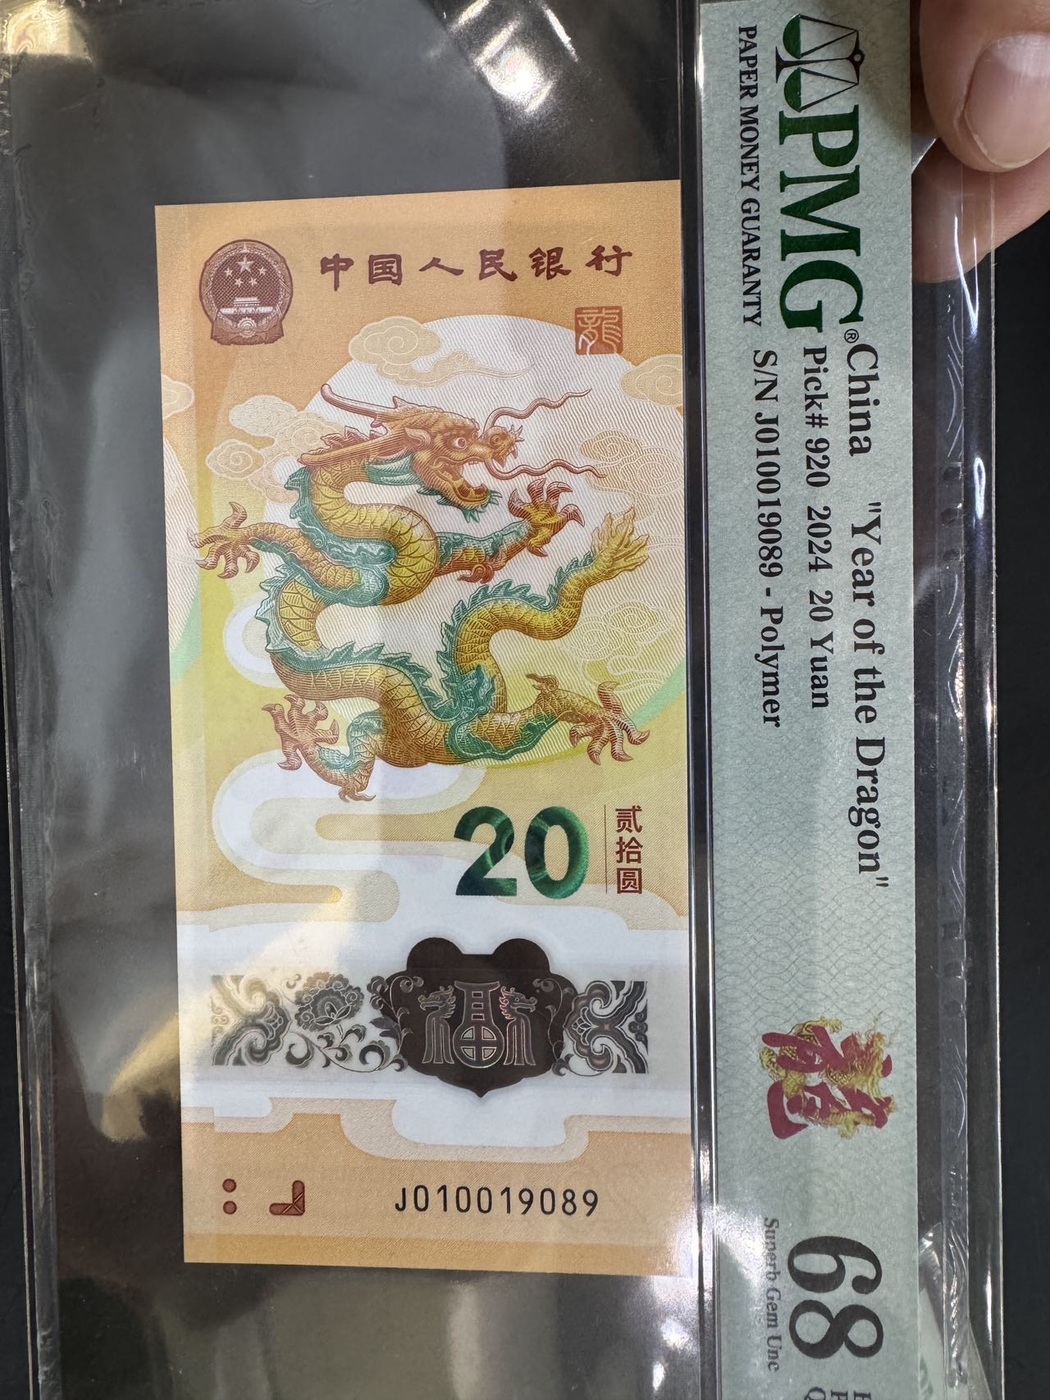 中国人民银行
龍
20
贰拾圆
J010019089
PMG®
PAPER MONEY GUARANTY
China "Year of the Dragon"
Pick# 920 2024 20 Yuan
S/N J010019089 - Polymer
68
Superb Gem Unc